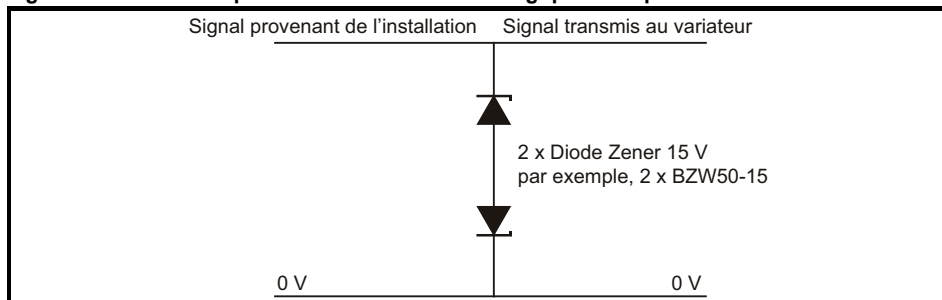 Signal provenant de l'installation Signal transmis au variateur
2 x Diode Zener 15 V
par exemple, 2 x BZW50-15
0 V 0 V